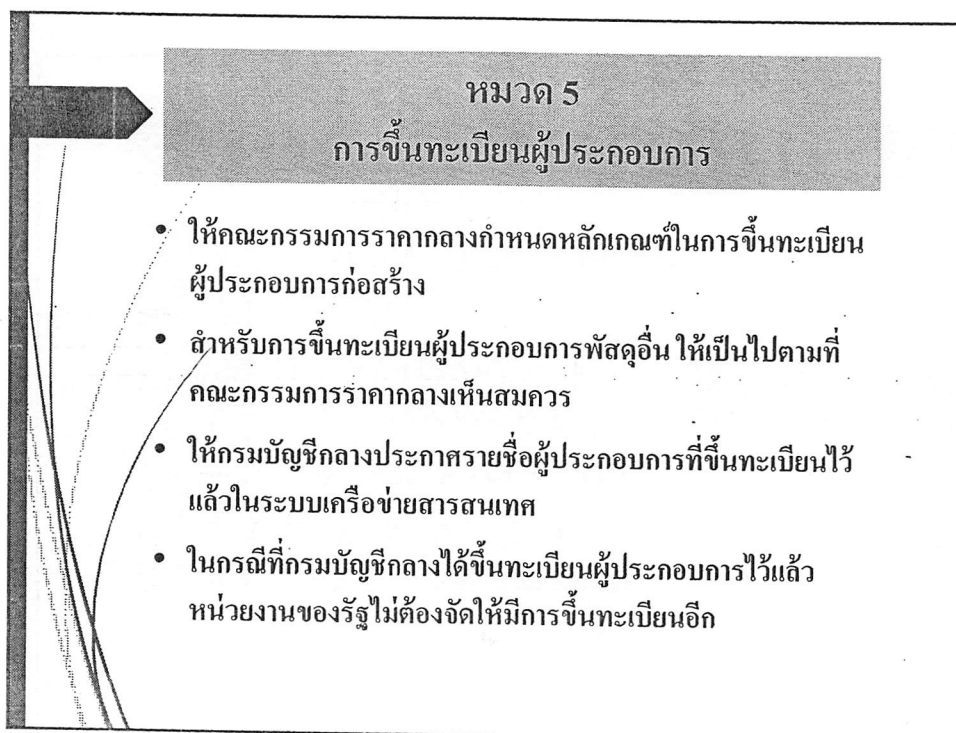 หมวด 5
การขึ้นทะเบียนผู้ประกอบการ
• ให้คณะกรรมการราคากลางกำหนดหลักเกณฑ์ในการขึ้นทะเบียน
ผู้ประกอบการก่อสร้าง
• สำหรับการขึ้นทะเบียนผู้ประกอบการพัสดุอื่น ให้เป็นไปตามที่
คณะกรรมการราคากลางเห็นสมควร
• ให้กรมบัญชีกลางประกาศรายชื่อผู้ประกอบการที่ขึ้นทะเบียนไว้
แล้วในระบบเครือข่ายสารสนเทศ
• ในกรณีที่กรมบัญชีกลางได้ขึ้นทะเบียนผู้ประกอบการไว้แล้ว
หน่วยงานของรัฐไม่ต้องจัดให้มีการขึ้นทะเบียนอีก